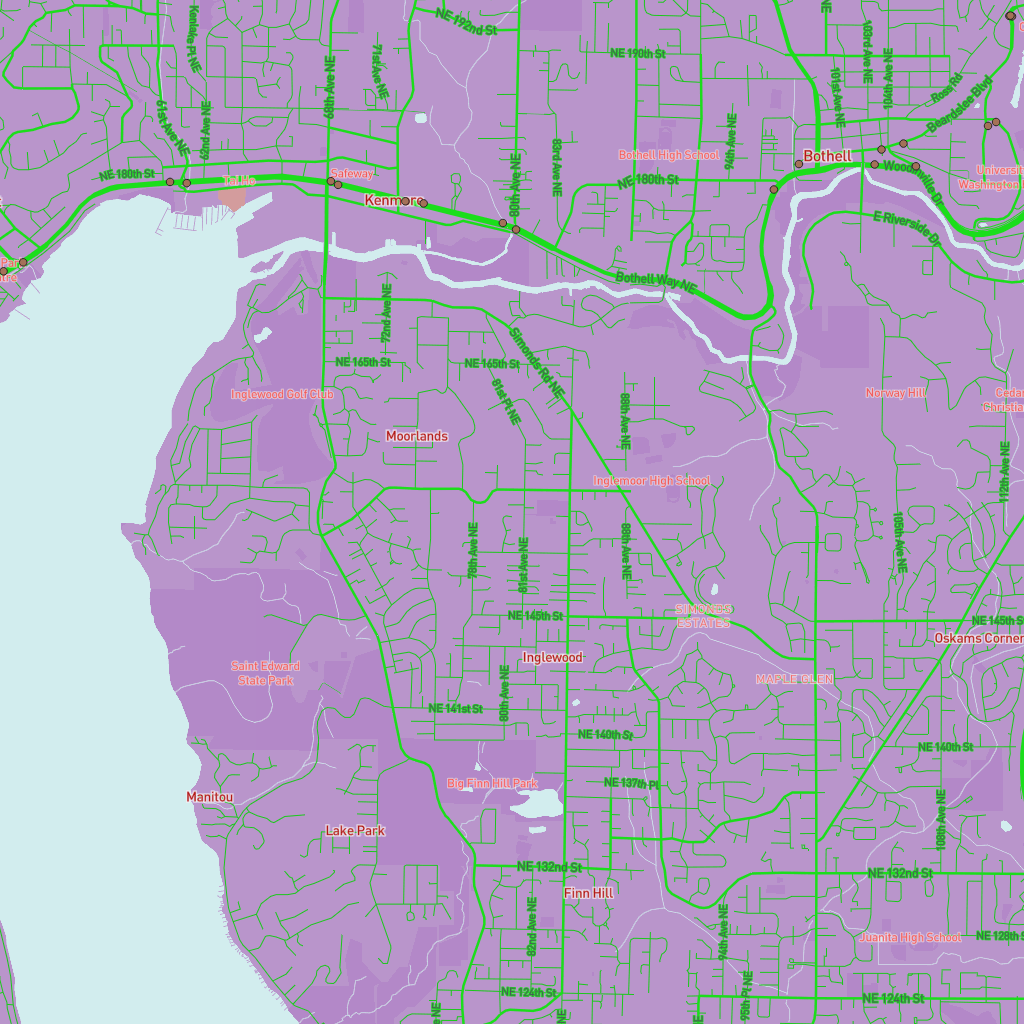 NE 192nd St
Kentake Pl NE
71st Ave NE
NE 190th St
103rd Ave NE
NE
68th Ave NE
101st Ave NE
104th Ave NE
Ross Rd
Beardslee Blvd
61st Ave NE
62nd Ave NE
94th Ave NE
83rd Ave NE
Bothell High School
Bothell
NE 180th St
Safeway
80th Ave NE
NE 180th St
Woodinville Dr
Universit
Washington
Kenmore
E Riverside Dr
Bar
Bothell Way NE
72nd Ave NE
Simonds Rd NE
NE 165th St
NE 165th St
Inglewood Golf Club
81st Pl NE
88th Ave NE
Norway Hill
Cedar
Christian
Moorlands
112th Ave NE
Inglemoor High School
78th Ave NE
81st Ave NE
88th Ave NE
105th Ave NE
SIMONDS
ESTATES
NE 145th St
NE 145th St
Oskams Corner
Inglewood
Saint Edward
State Park
MAPLE GLEN
80th Ave NE
NE 141st St
NE 140th St
NE 140th St
Big Finn Hill Park
NE 137th Pl
Manitou
108th Ave NE
Lake Park
NE 132nd St
NE 132nd St
Finn Hill
82nd Ave NE
94th Ave NE
Juanita High School
NE 128th S
NE 124th St
95th Pl NE
NE 124th St
e NE
NE
E